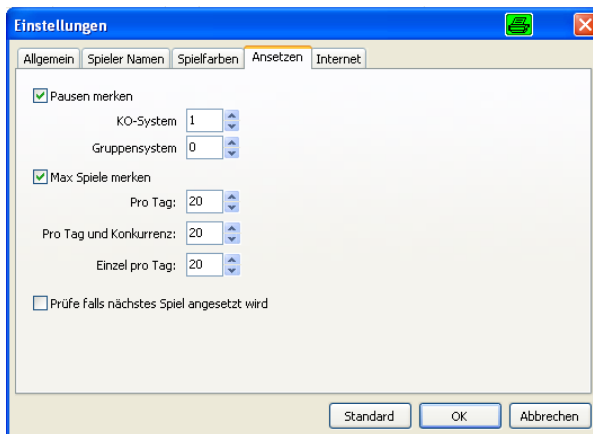 Einstellungen
Allgemein Spieler Namen Spielfarben Ansetzen Internet
Pausen merken
KO-System 1
Gruppensystem 0
Max Spiele merken
Pro Tag: 20
Pro Tag und Konkurrenz: 20
Einzel pro Tag: 20
Prüfe falls nächstes Spiel angesetzt wird
Standard OK Abbrechen